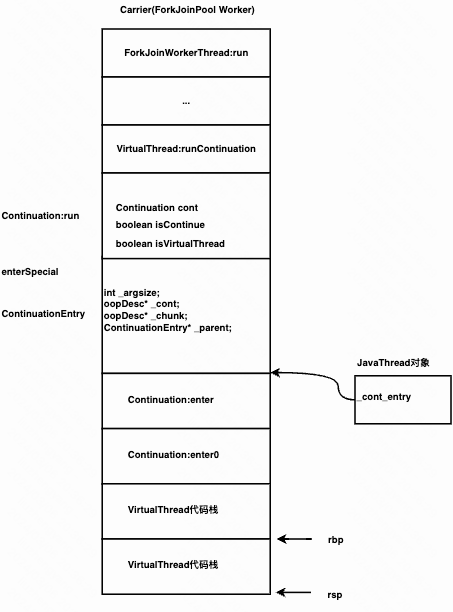 Carrier(ForkJoinPool Worker)
ForkJoinWorkerThread:run
...
VirtualThread:runContinuation
Continuation:run
Continuation cont
boolean isContinue
boolean isVirtualThread
enterSpecial
ContinuationEntry
int _argsize;
oopDesc* _cont;
oopDesc* _chunk;
ContinuationEntry* _parent;
JavaThread对象
_cont_entry
Continuation:enter
Continuation:enter0
VirtualThread代码栈
rbp
VirtualThread代码栈
rsp